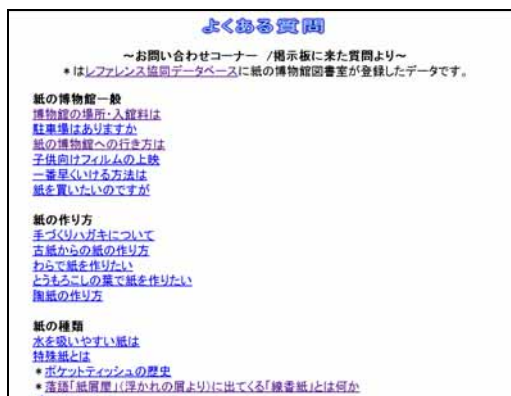 よくある質問
～お問い合わせコーナー /掲示板に来た質問より～
*はレファレンス協同データベースに紙の博物館図書室が登録したデータです。
紙の博物館一般
博物館の場所・入館料は
駐車場はありますか
紙の博物館への行き方は
子供向けフィルムの上映
一番早くいける方法は
紙を買いたいのですが
紙の作り方
手づくりハガキについて
古紙からの紙の作り方
わらで紙を作りたい
とうもろこしの葉で紙を作りたい
陶紙の作り方
紙の種類
水を吸いやすい紙は
特殊紙とは
*ポケットティッシュの歴史
*落語「紙屑屋」(浮かれの屑より)に出てくる「線香紙」とは何か